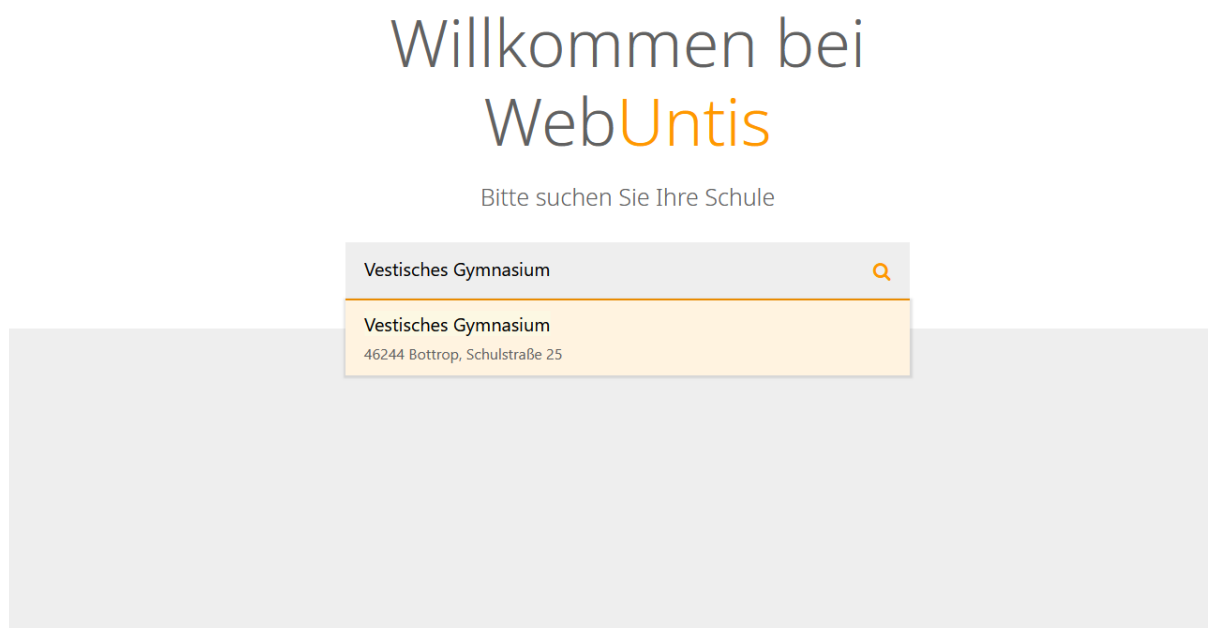 Willkommen bei
WebUntis
Bitte suchen Sie Ihre Schule
Vestisches Gymnasium
Vestisches Gymnasium
46244 Bottrop, Schulstraße 25